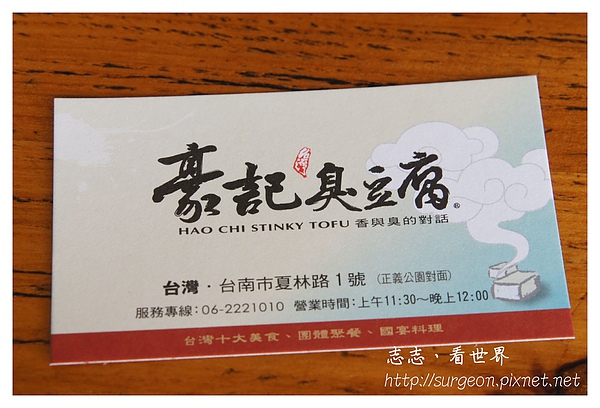 豪記臭豆腐®
台灣
HAO CHI STINKY TOFU 香與臭的對話
台灣・台南市夏林路1號(正義公園對面)
服務專線:06-2221010 營業時間:上午11:30~晚上12:00
台灣十大美食、團體聚餐、國宴料理
志志,看世界
http://surgeon.pixnet.net